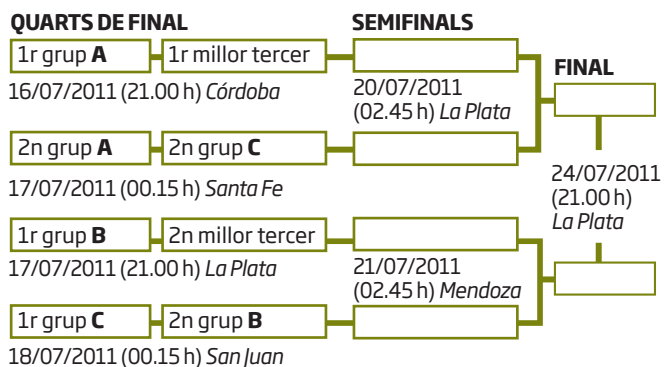 QUARTS DE FINAL
1r grup A 1r millor tercer
16/07/2011 (21.00 h) Córdoba
2n grup A 2n grup C
17/07/2011 (00.15 h) Santa Fe
1r grup B 2n millor tercer
17/07/2011 (21.00 h) La Plata
1r grup C 2n grup B
18/07/2011 (00.15 h) San Juan
SEMIFINALS
20/07/2011
(02.45 h) La Plata
21/07/2011
(02.45 h) Mendoza
FINAL
24/07/2011
(21.00 h)
La Plata